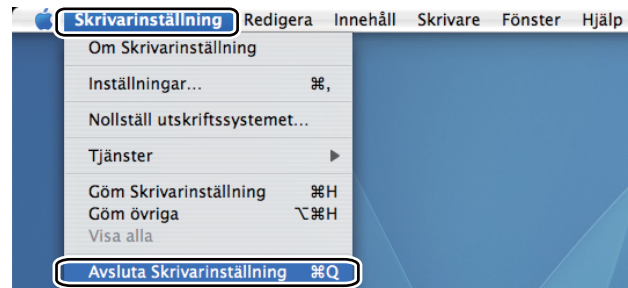 Skrivarinställning Redigera Innehåll Skrivare Fönster Hjälp
Om Skrivarinställning
Inställningar... ⌘,
Nollställ utskriftssystemet...
Tjänster ▶
Göm Skrivarinställning ⌘H
Göm övriga ⌥⌘H
Visa alla
Avsluta Skrivarinställning ⌘Q